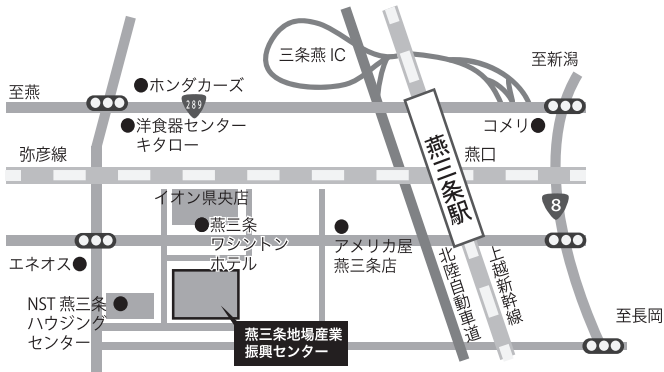 三条燕IC
至新潟
至燕
ホンダカーズ
289
洋食器センター
キタロー
コメリ
弥彦線
燕口
燕三条駅
イオン県央店
8
燕三条
ワシントン
ホテル
アメリカ屋
燕三条店
エネオス
北陸自動車道
上越新幹線
NST 燕三条
ハウジング
センター
至長岡
燕三条地場産業
振興センター